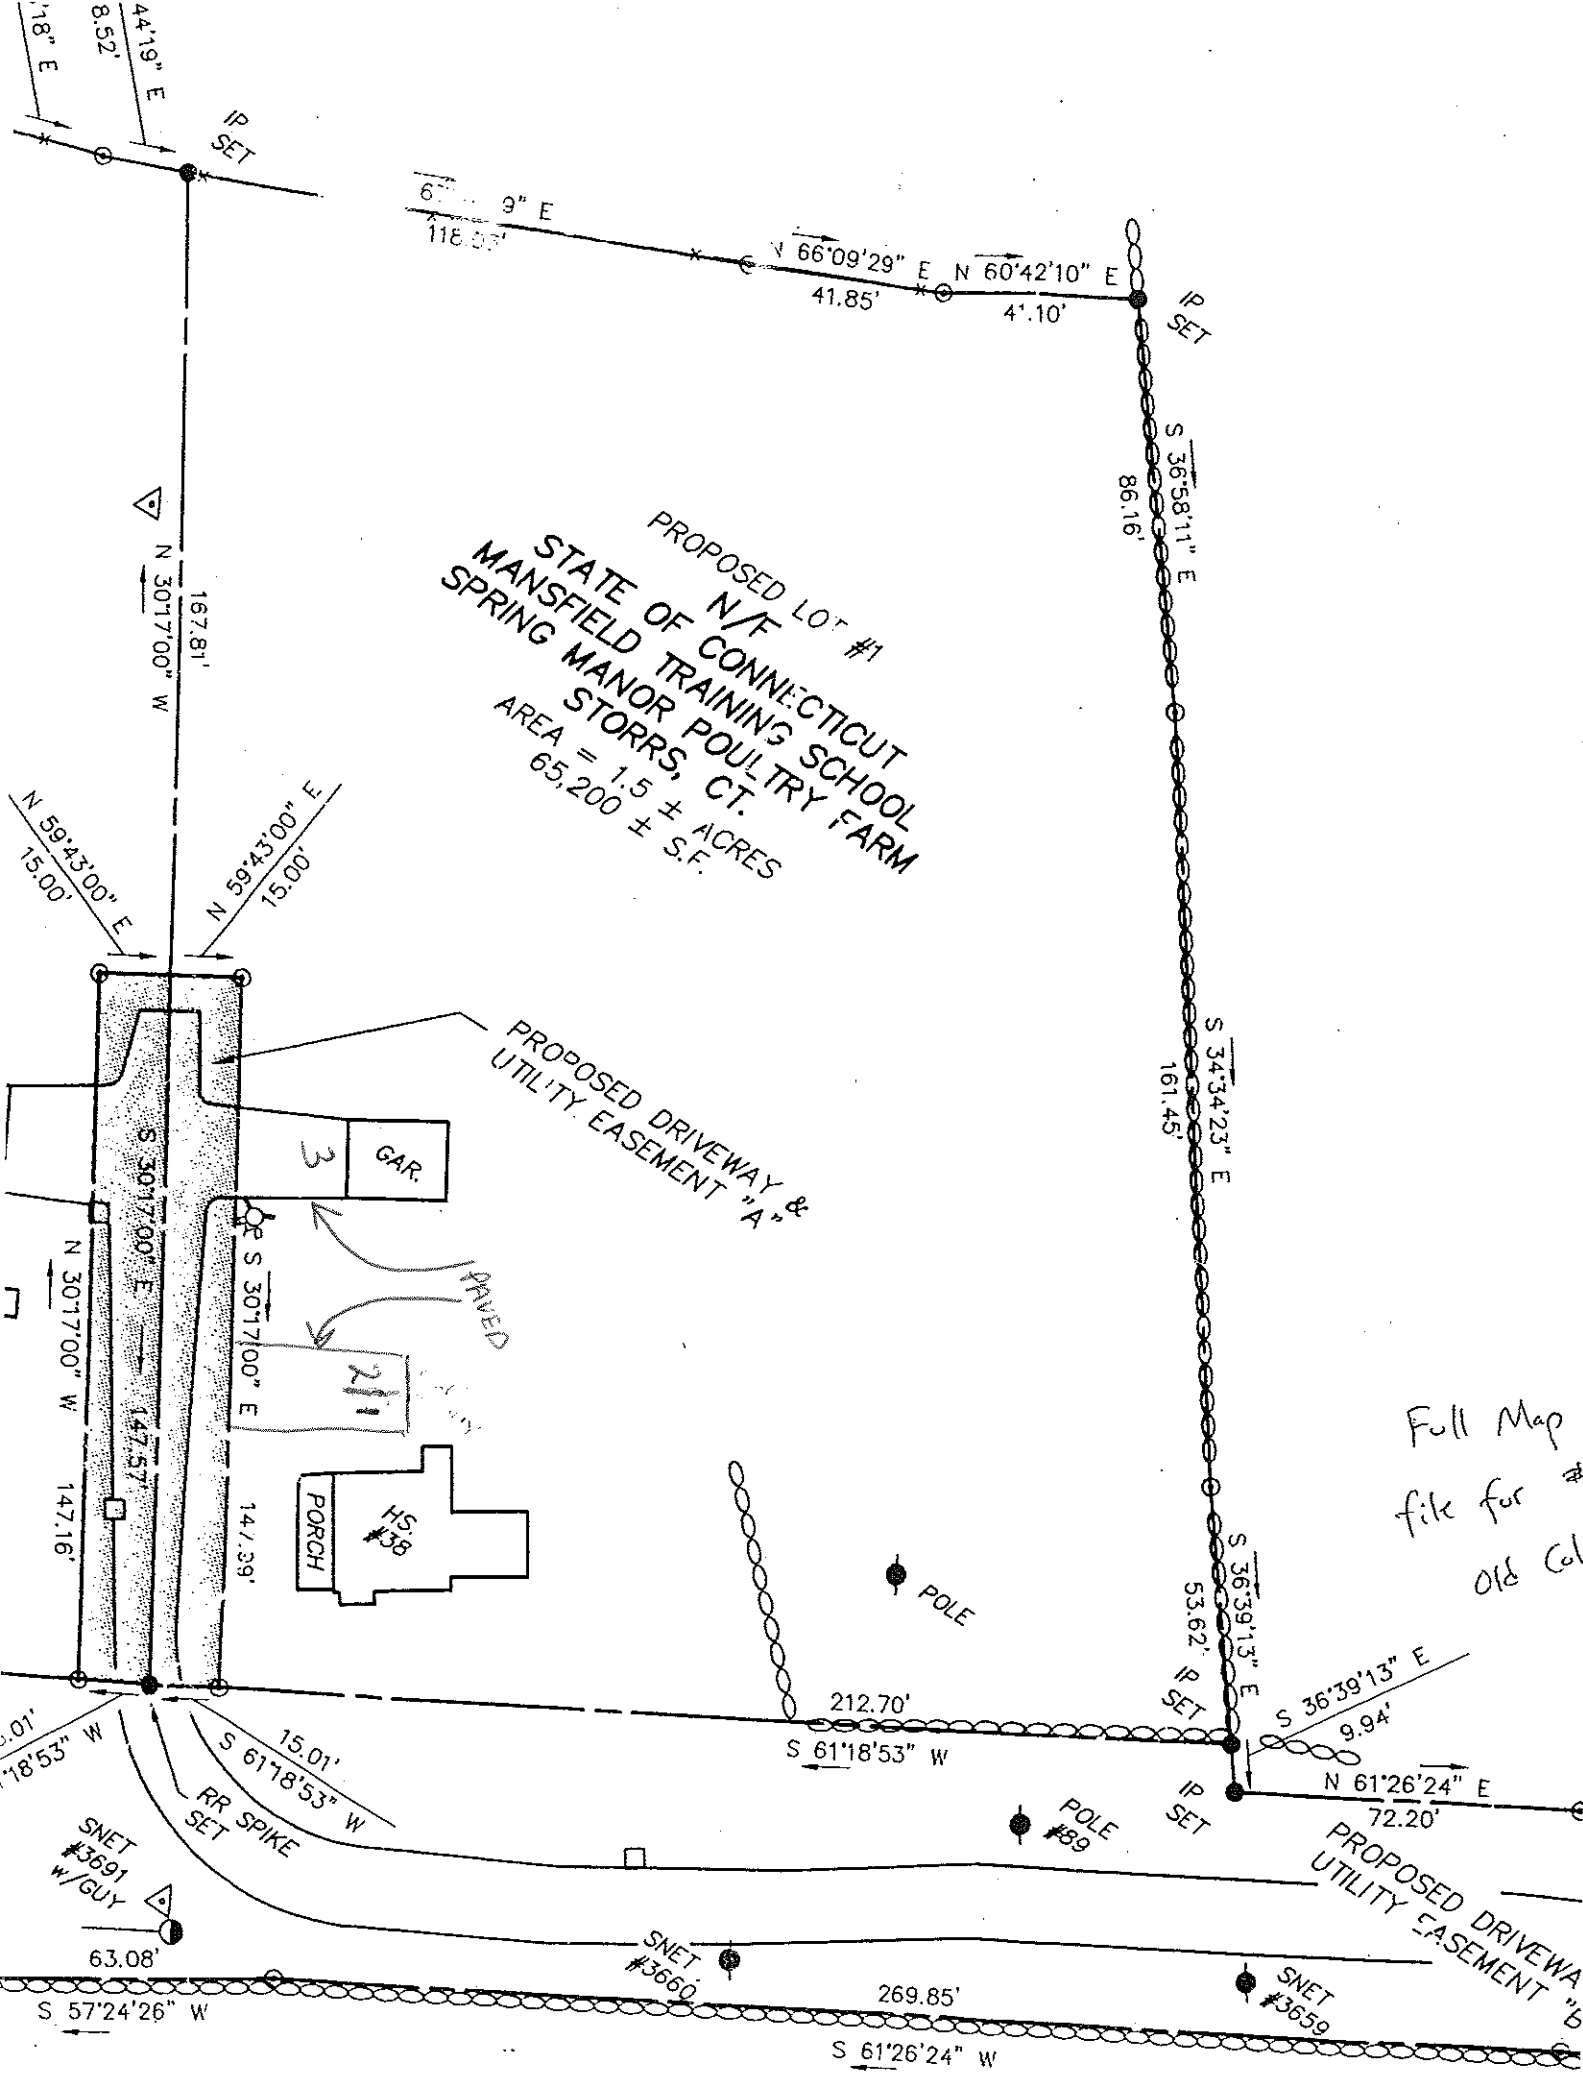 '18" E
44'19" E
8.52'
IP
SET
9" E
118.03'
66°09'29" E
41.85'
N 60°42'10" E
IP
SET
S 36°58'11" E
86.16'
167.81'
N 30°17'00" W
PROPOSED LOT #1
N/F
STATE OF CONNECTICUT
MANSFIELD TRAINING SCHOOL
SPRING MANOR POULTRY FARM
STORRS, CT.
AREA = 1.5 ± ACRES
65,200 ± S.F.
N 59°43'00" E
15.00'
N 59°43'00" E
15.00'
PROPOSED DRIVEWAY &
UTILITY EASEMENT "A"
S 34°34'23" E
161.45'
GAR.
3
PAVED
S 30°17'00" E
147.57'
N 30°17'00" W
147.16'
S 30°17'00" E
147.39'
2
PORCH
HS.
#38
POLE
Full Map
file for #
Old Col
S 36°39'13" E
53.62'
IP
SET
S 36°39'13" E
9.94'
212.70'
S 61°18'53" W
IP
SET
N 61°26'24" E
72.20'
.01'
18'53" W
15.01'
S 61°18'53" W
RR SPIKE
SET
POLE
#89
SNET
#3691
w/GUY
PROPOSED DRIVEWA
UTILITY EASEMENT "B
SNET
#3660
SNET
#3659
63.08'
S 57°24'26" W
269.85'
S 61°26'24" W